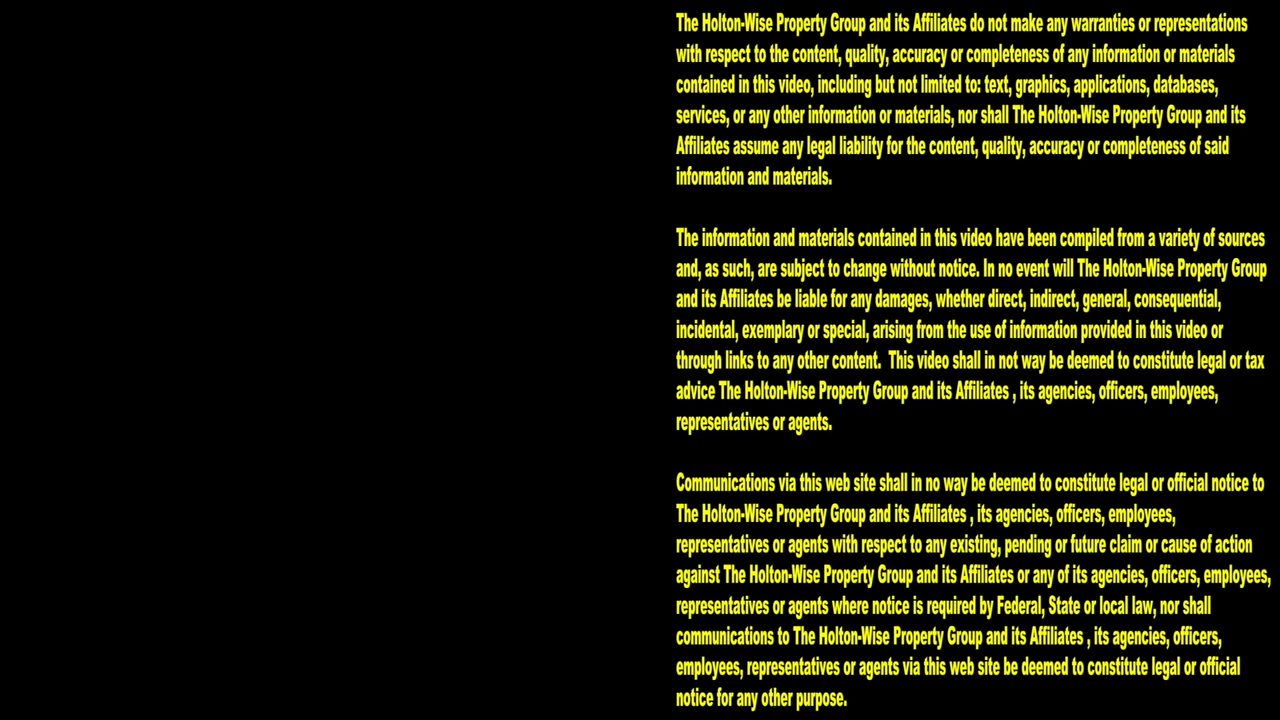 The Holton-Wise Property Group and its Affiliates do not make any warranties or representations
with respect to the content, quality, accuracy or completeness of any information or materials
contained in this video, including but not limited to: text, graphics, applications, databases,
services, or any other information or materials, nor shall The Holton-Wise Property Group and its
Affiliates assume any legal liability for the content, quality, accuracy or completeness of said
information and materials.
The information and materials contained in this video have been compiled from a variety of sources
and, as such, are subject to change without notice. In no event will The Holton-Wise Property Group
and its Affiliates be liable for any damages, whether direct, indirect, general, consequential,
incidental, exemplary or special, arising from the use of information provided in this video or
through links to any other content.  This video shall in not way be deemed to constitute legal or tax
advice The Holton-Wise Property Group and its Affiliates , its agencies, officers, employees,
representatives or agents.
Communications via this web site shall in no way be deemed to constitute legal or official notice to
The Holton-Wise Property Group and its Affiliates , its agencies, officers, employees,
representatives or agents with respect to any existing, pending or future claim or cause of action
against The Holton-Wise Property Group and its Affiliates or any of its agencies, officers, employees,
representatives or agents where notice is required by Federal, State or local law, nor shall
communications to The Holton-Wise Property Group and its Affiliates , its agencies, officers,
employees, representatives or agents via this web site be deemed to constitute legal or official
notice for any other purpose.